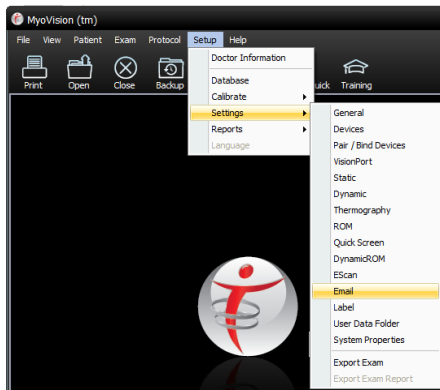 MyoVision (tm)
File View Patient Exam Protocol Setup Help
Print Open Close Backup uick Training
Doctor Information
Database
Calibrate
Settings
Reports
Language
General
Devices
Pair / Bind Devices
VisionPort
Static
Dynamic
Thermography
ROM
Quick Screen
DynamicROM
EScan
Email
Label
User Data Folder
System Properties
Export Exam
Export Exam Report